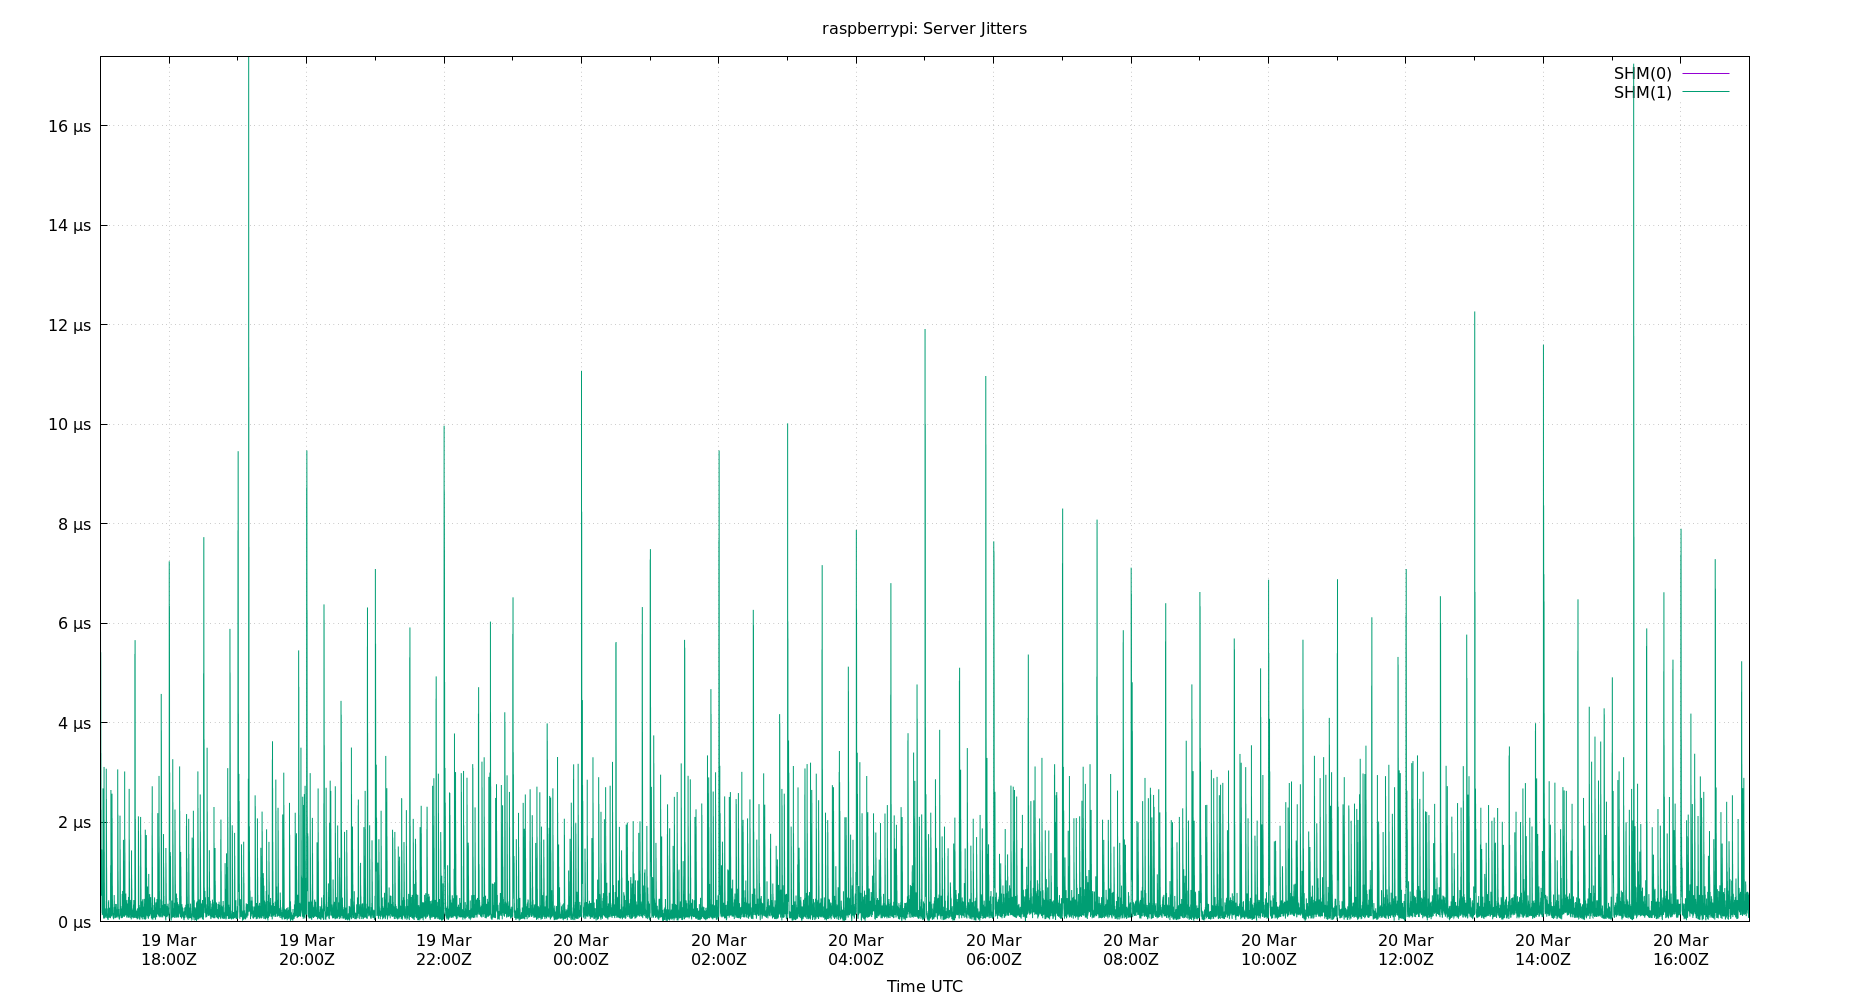 raspberrypi: Server Jitters
SHM(0)
SHM(1)
16 µs
14 µs
12 µs
10 µs
8 µs
6 µs
4 µs
2 µs
0 µs
19 Mar 19 Mar 19 Mar 20 Mar 20 Mar 20 Mar 20 Mar 20 Mar 20 Mar 20 Mar 20 Mar 20 Mar
18:00Z 20:00Z 22:00Z 00:00Z 02:00Z 04:00Z 06:00Z 08:00Z 10:00Z 12:00Z 14:00Z 16:00Z
Time UTC